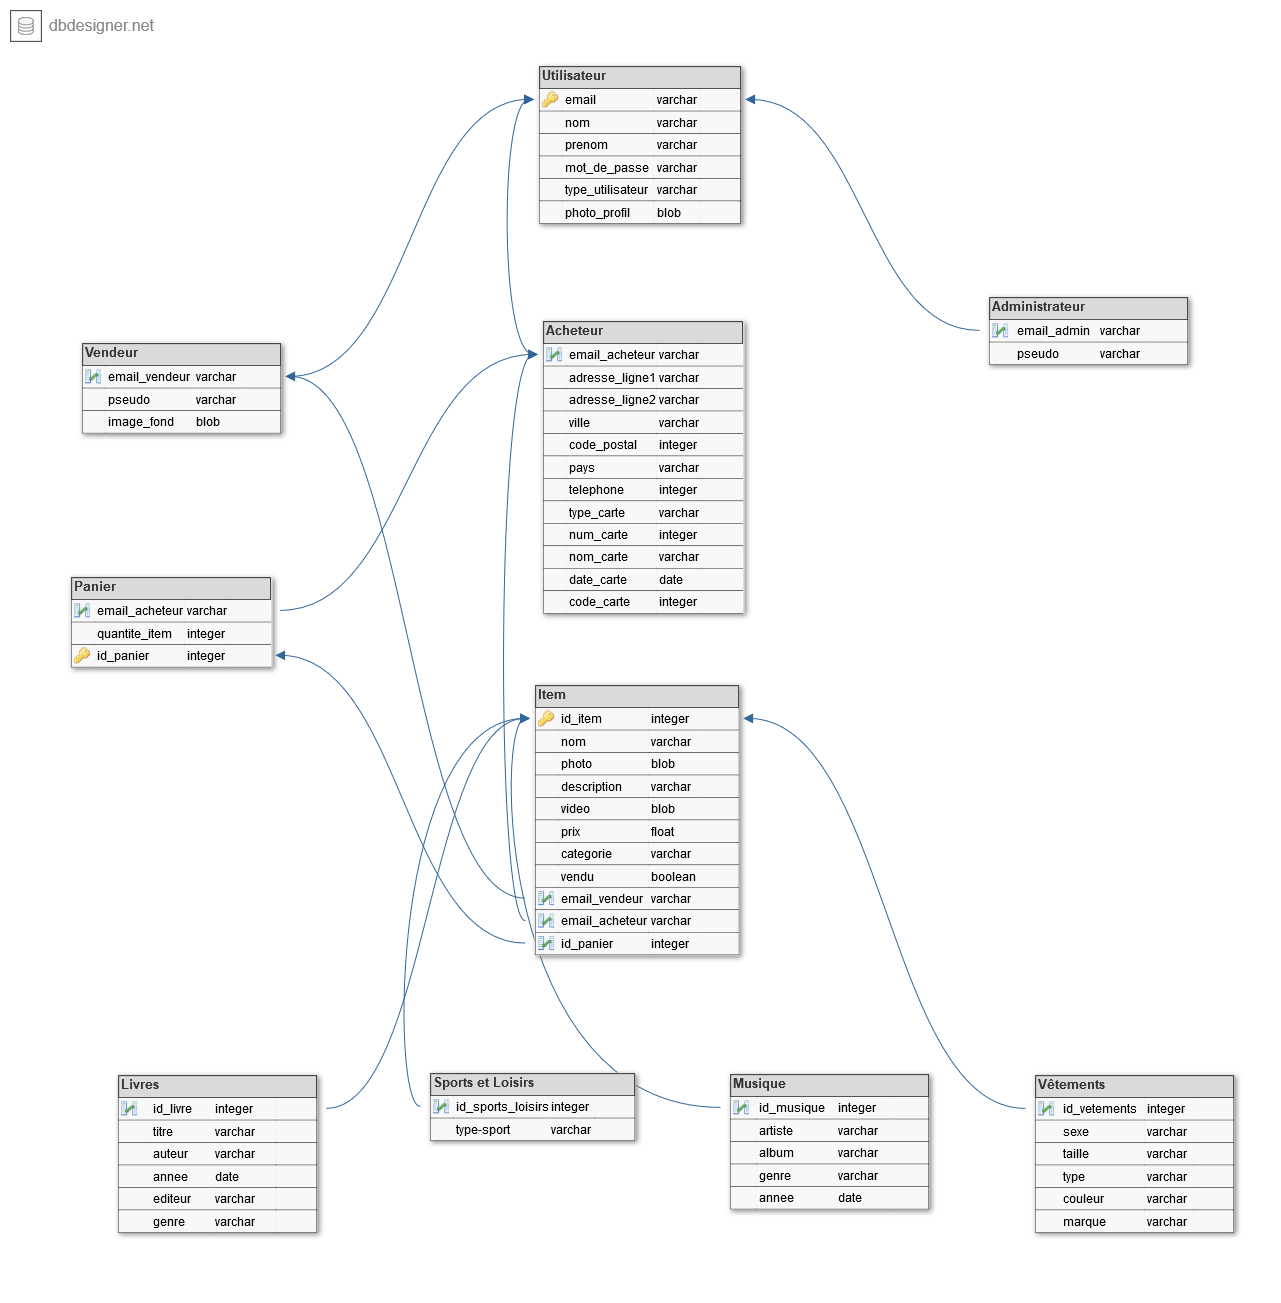 dbdesigner.net
Utilisateur
email varchar
nom varchar
prenom varchar
mot_de_passe varchar
type_utilisateur varchar
photo_profil blob
Administrateur
email_admin varchar
pseudo varchar
Vendeur
email_vendeur varchar
pseudo varchar
image_fond blob
Acheteur
email_acheteur varchar
adresse_ligne1 varchar
adresse_ligne2 varchar
ville varchar
code_postal integer
pays varchar
telephone integer
type_carte varchar
num_carte integer
nom_carte varchar
date_carte date
code_carte integer
Panier
email_acheteur varchar
quantite_item integer
id_panier integer
Item
id_item integer
nom varchar
photo blob
description varchar
video blob
prix float
categorie varchar
vendu boolean
email_vendeur varchar
email_acheteur varchar
id_panier integer
Livres
id_livre integer
titre varchar
auteur varchar
annee date
editeur varchar
genre varchar
Sports et Loisirs
id_sports_loisirs integer
type-sport varchar
Musique
id_musique integer
artiste varchar
album varchar
genre varchar
annee date
Vêtements
id_vetements integer
sexe varchar
taille varchar
type varchar
couleur varchar
marque varchar